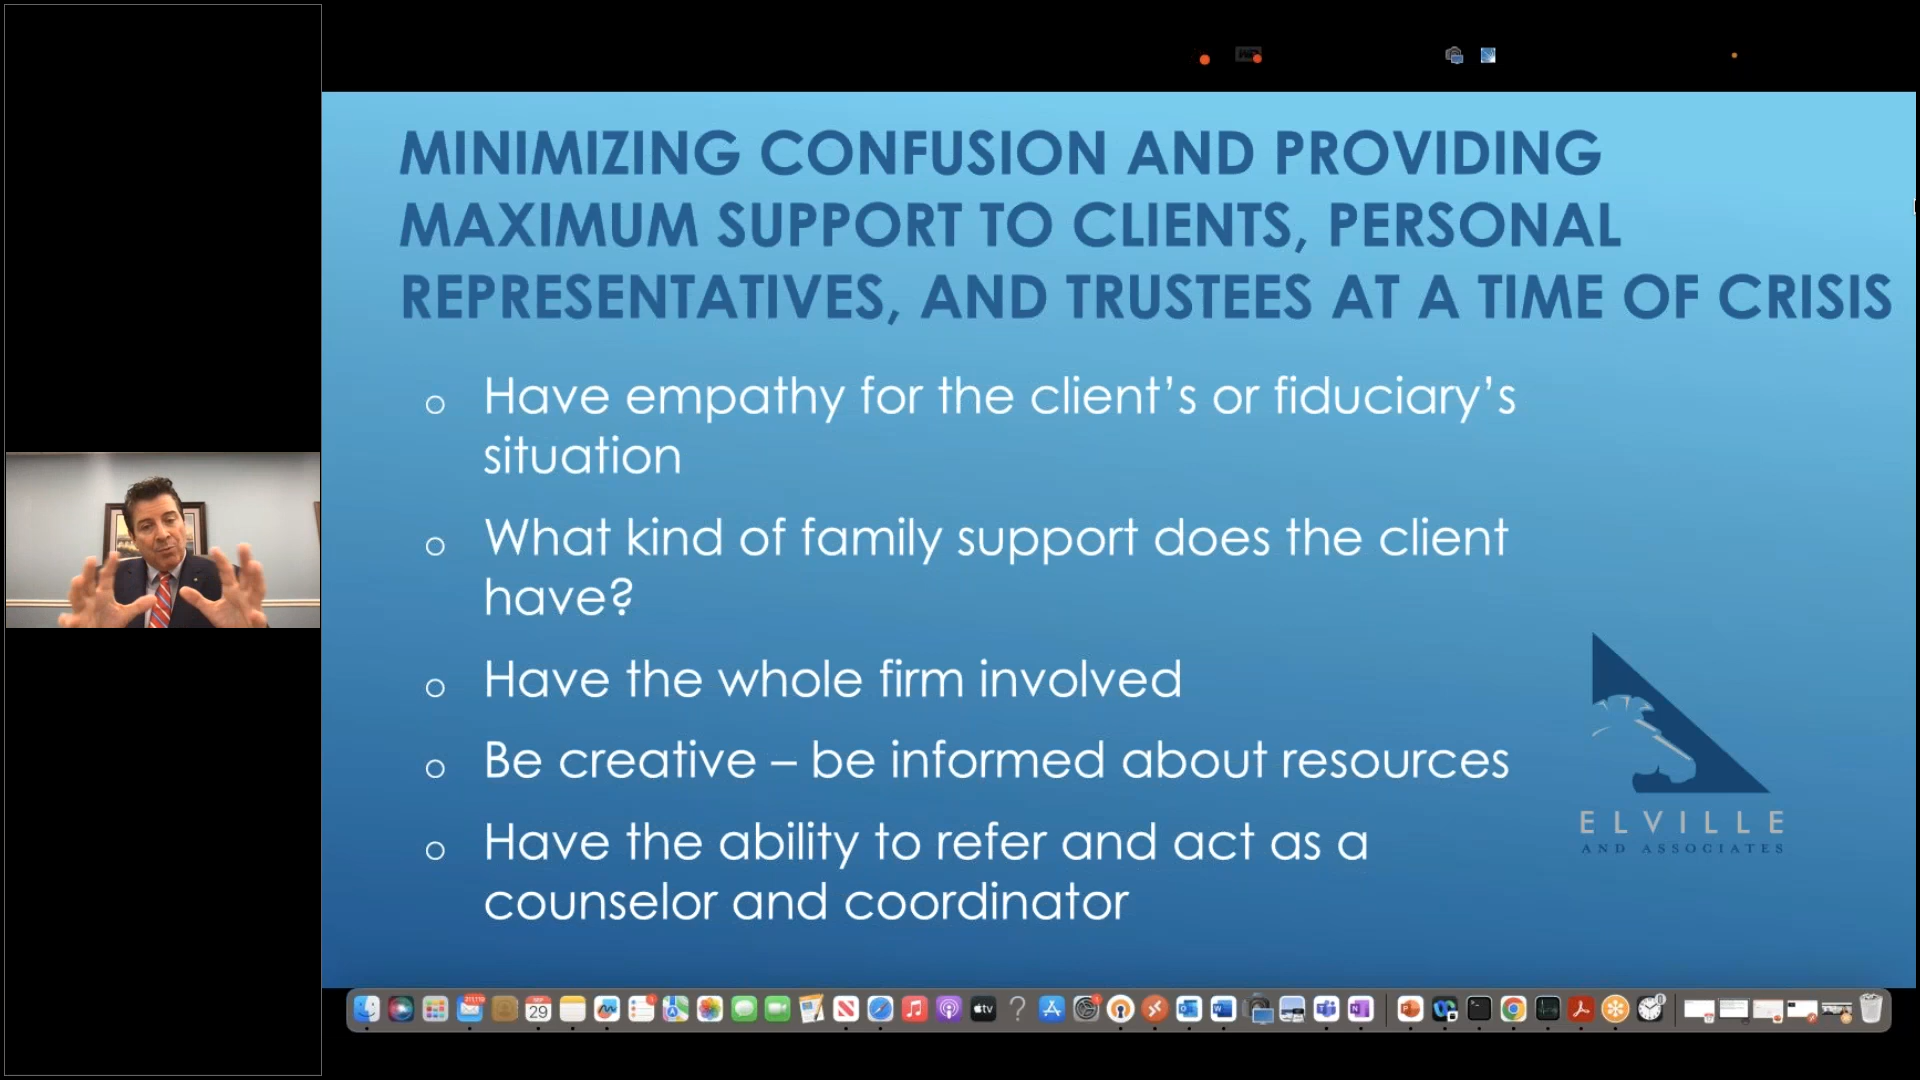 MINIMIZING CONFUSION AND PROVIDING
MAXIMUM SUPPORT TO CLIENTS, PERSONAL
REPRESENTATIVES, AND TRUSTEES AT A TIME OF CRISIS
o Have empathy for the client’s or fiduciary’s
situation
o What kind of family support does the client
have?
o Have the whole firm involved
o Be creative – be informed about resources
o Have the ability to refer and act as a
counselor and coordinator
ELVILLE
AND ASSOCIATES
SEP
29
tv